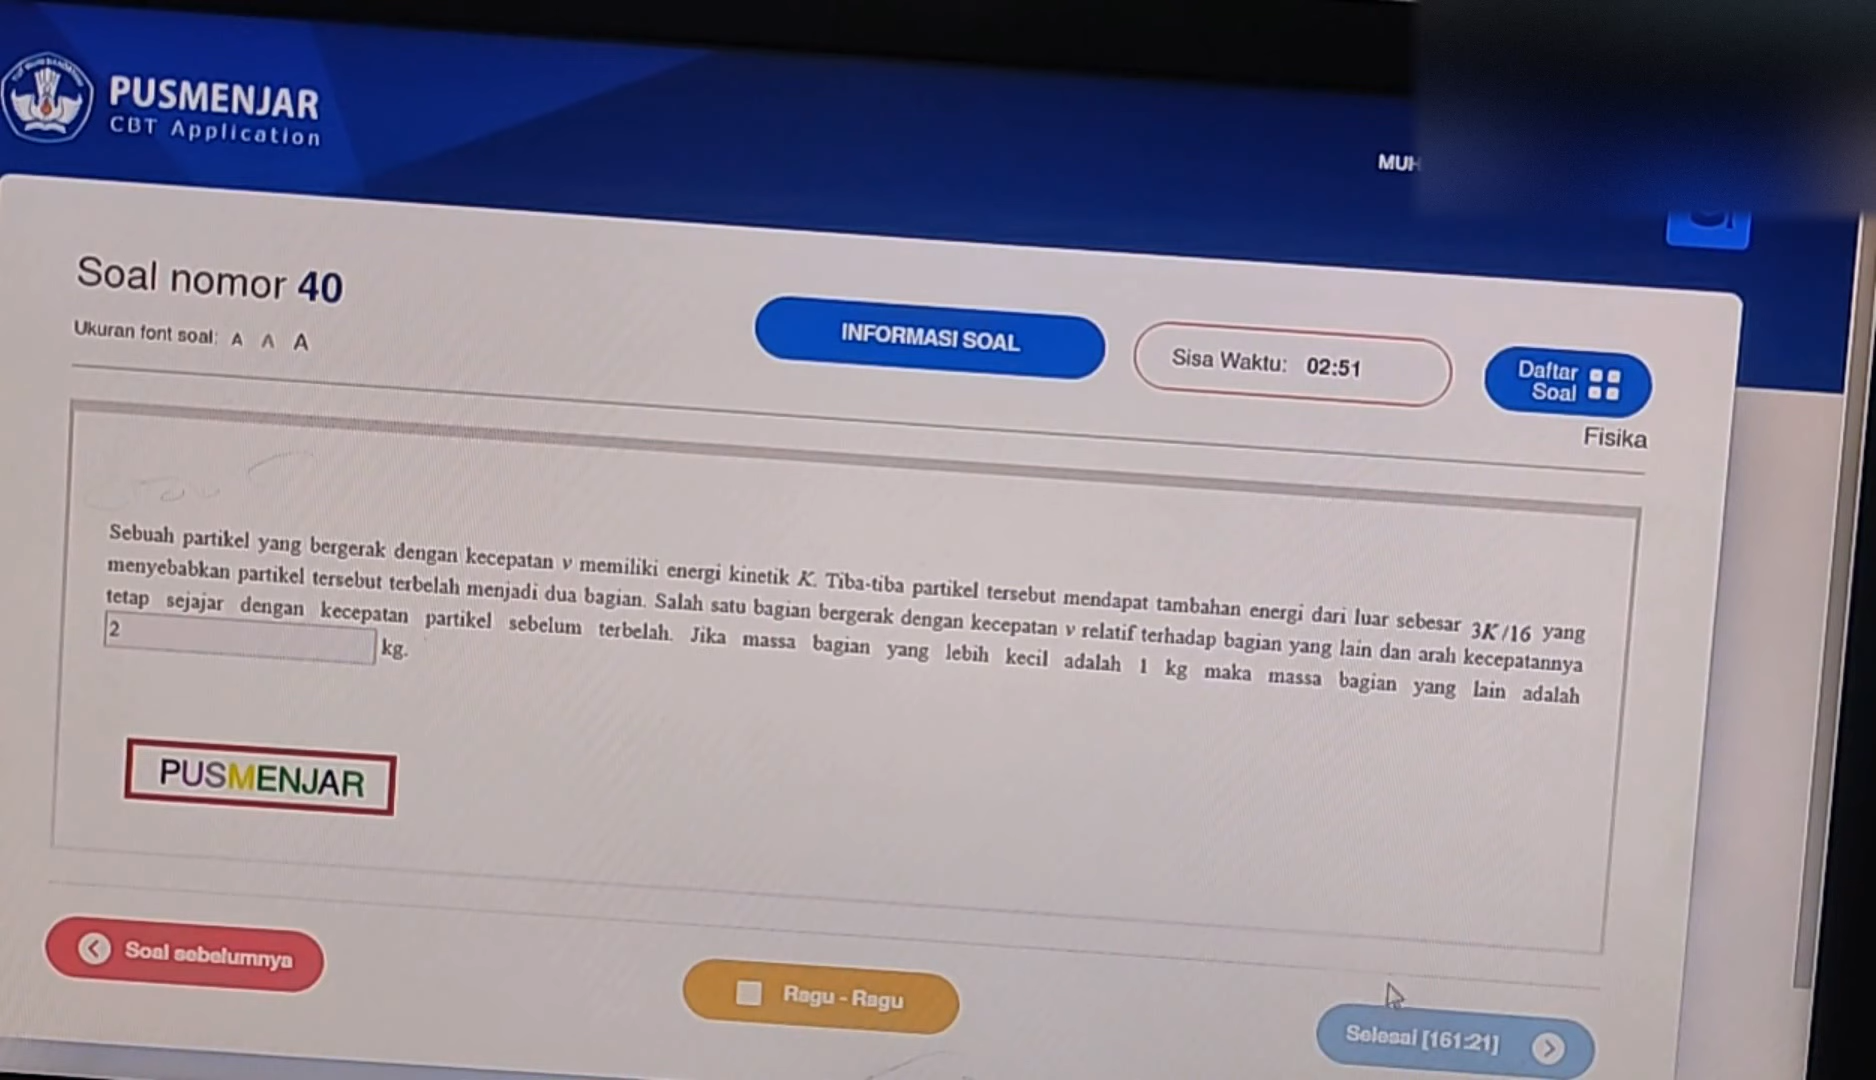 PUSMENJAR
CBT Application
MUH
Soal nomor 40
Ukuran font soal: A A A
INFORMASI SOAL
Sisa Waktu: 02:51
Daftar
Soal
Fisika
Sebuah partikel yang bergerak dengan kecepatan v memiliki energi kinetik K. Tiba-tiba partikel tersebut mendapat tambahan energi dari luar sebesar 3K/16 yang
menyebabkan partikel tersebut terbelah menjadi dua bagian. Salah satu bagian bergerak dengan kecepatan v relatif terhadap bagian yang lain dan arah kecepatannya
tetap sejajar dengan kecepatan partikel sebelum terbelah. Jika massa bagian yang lebih kecil adalah 1 kg maka massa bagian yang lain adalah
2 kg.
PUSMENJAR
Soal sebelumnya
Ragu - Ragu
Selesai [161:21]